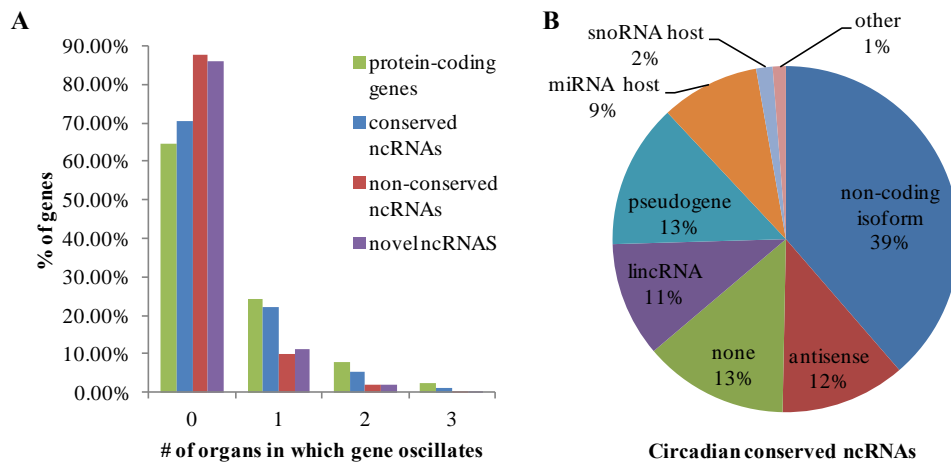 A
90.00%
80.00%
70.00%
60.00%
50.00%
40.00%
30.00%
20.00%
10.00%
0.00%
% of genes
0 1 2 3
# of organs in which gene oscillates
protein-coding
genes
conserved
ncRNAs
non-conserved
ncRNAs
novel ncRNAS
B
snoRNA host
2%
other
1%
miRNA host
9%
non-coding
isoform
39%
pseudogene
13%
lincRNA
11%
none
13%
antisense
12%
Circadian conserved ncRNAs